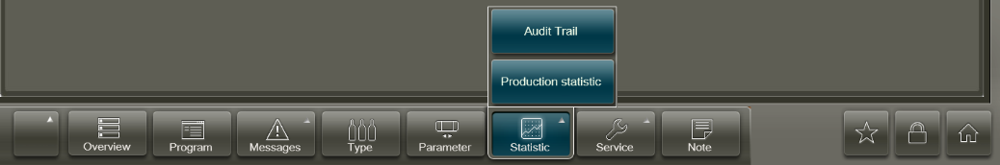 Audit Trail
Production statistic
Overview
Program
Messages
Type
Parameter
Statistic
Service
Note